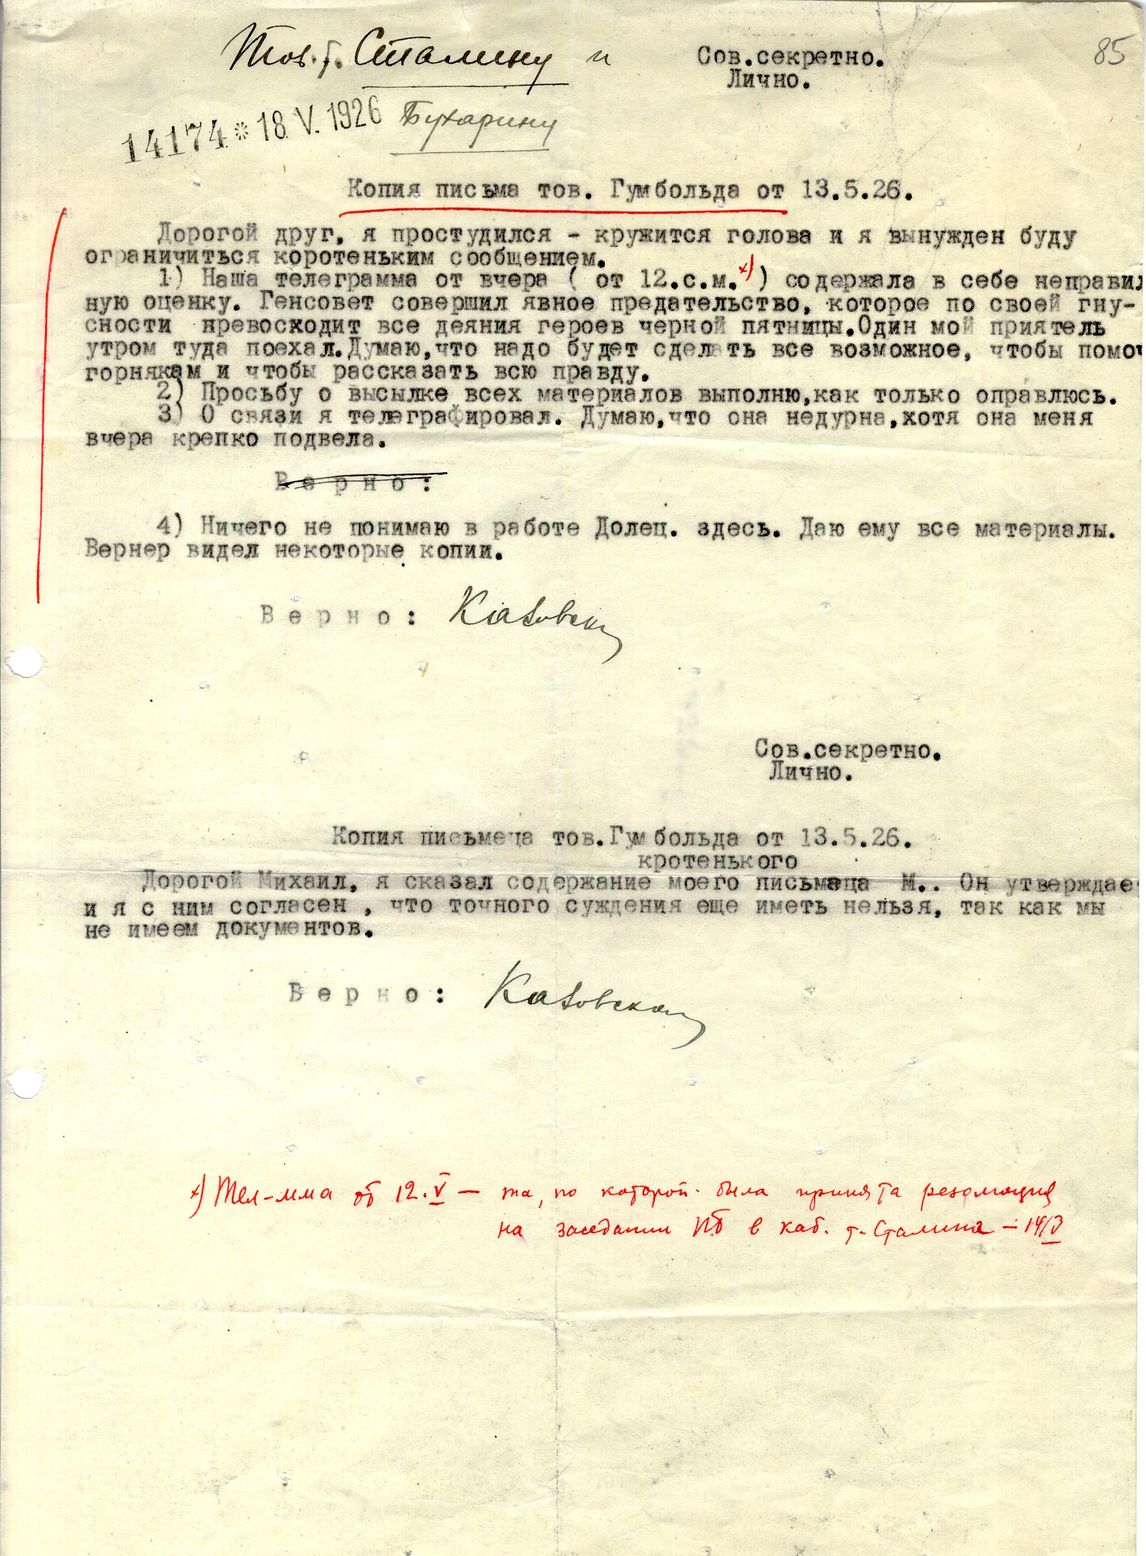 Тов. т. Сталину и
Сов.секретно.
85
Лично.
14174 * 18 V. 1926
Бухарину
Копия письма тов. Гумбольда от 13.5.26.
Дорогой друг, я простудился - кружится голова и я вынужден буду
ограничиться коротеньким сообщением.
1) Наша телеграмма от вчера ( от 12.с.м. x) ) содержала в себе неправил
ную оценку. Генсовет совершил явное предательство, которое по своей гну-
сности превосходит все деяния героев черной пятницы.Один мой приятель
утром туда поехал.Думаю,что надо будет сделать все возможное, чтобы помоч
горнякам и чтобы рассказать всю правду.
2) Просьбу о высылке всех материалов выполню,как только оправлюсь.
3) О связи я телеграфировал. Думаю,что она недурна,хотя она меня
вчера крепко подвела.
Верно:
4) Ничего не понимаю в работе Долец. здесь. Даю ему все материалы.
Вернер видел некоторые копии.
Верно:
Сов.секретно.
Лично.
Копия письмеца тов.Гумбольда от 13.5.26.
кротенького
Дорогой Михаил, я сказал содержание моего письмеца М.. Он утверждае
и я с ним согласен , что точного суждения еще иметь нельзя, так как мы
не имеем документов.
Верно:
x) Тел-мма от 12.V — та, по которой была принята резолюция
на заседании ПБ в каб. т. Сталина – 14/V